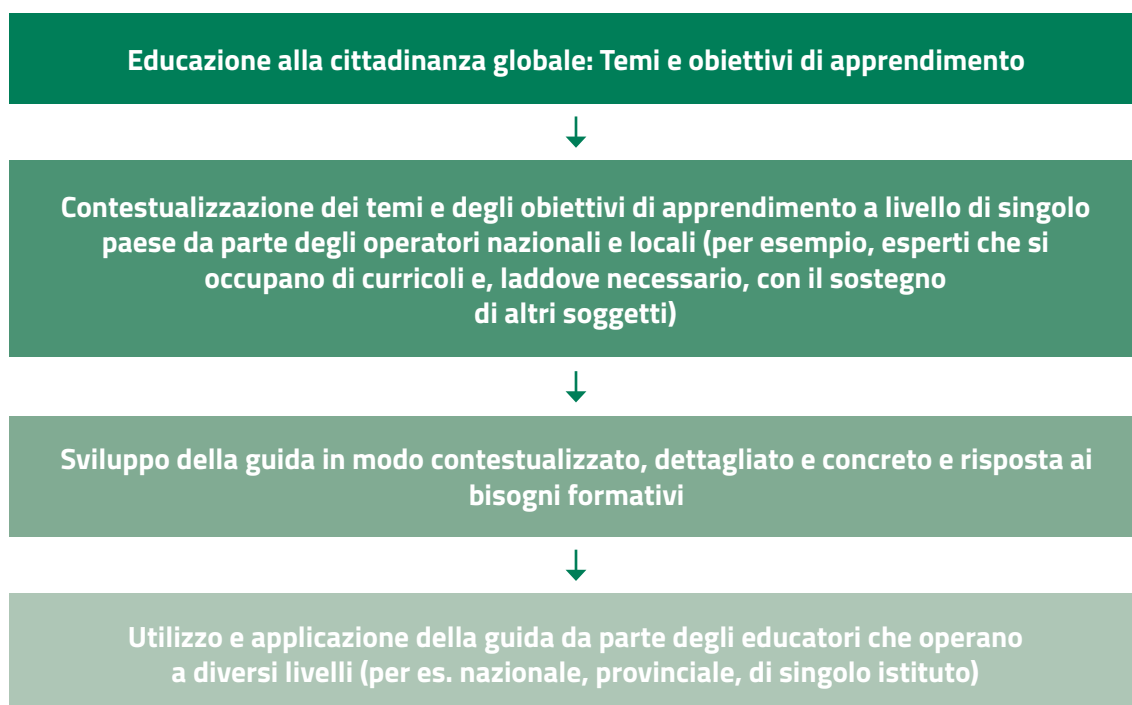 Educazione alla cittadinanza globale: Temi e obiettivi di apprendimento
Contestualizzazione dei temi e degli obiettivi di apprendimento a livello di singolo
paese da parte degli operatori nazionali e locali (per esempio, esperti che si
occupano di curricoli e, laddove necessario, con il sostegno
di altri soggetti)
Sviluppo della guida in modo contestualizzato, dettagliato e concreto e risposta ai
bisogni formativi
Utilizzo e applicazione della guida da parte degli educatori che operano
a diversi livelli (per es. nazionale, provinciale, di singolo istituto)